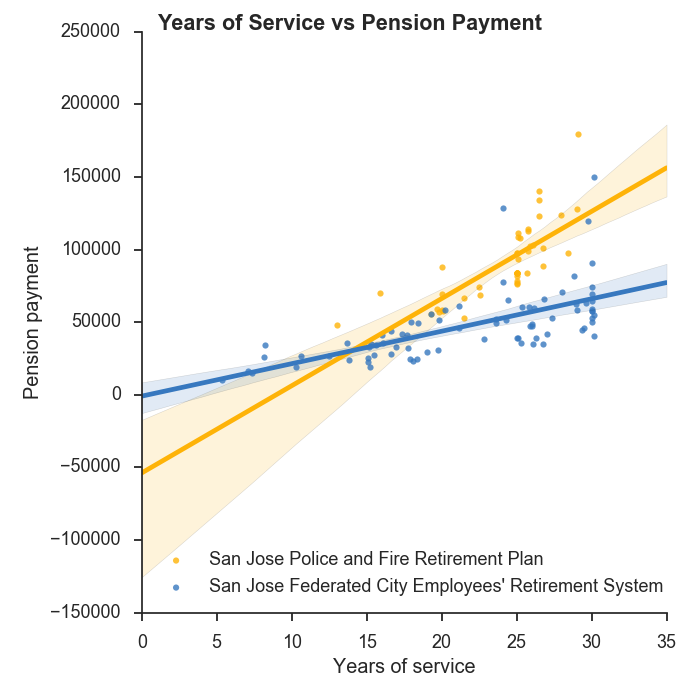 Years of Service vs Pension Payment
250000
200000
150000
100000
50000
0
−50000
−100000
−150000
Pension payment
San Jose Police and Fire Retirement Plan
San Jose Federated City Employees' Retirement System
0 5 10 15 20 25 30 35
Years of service